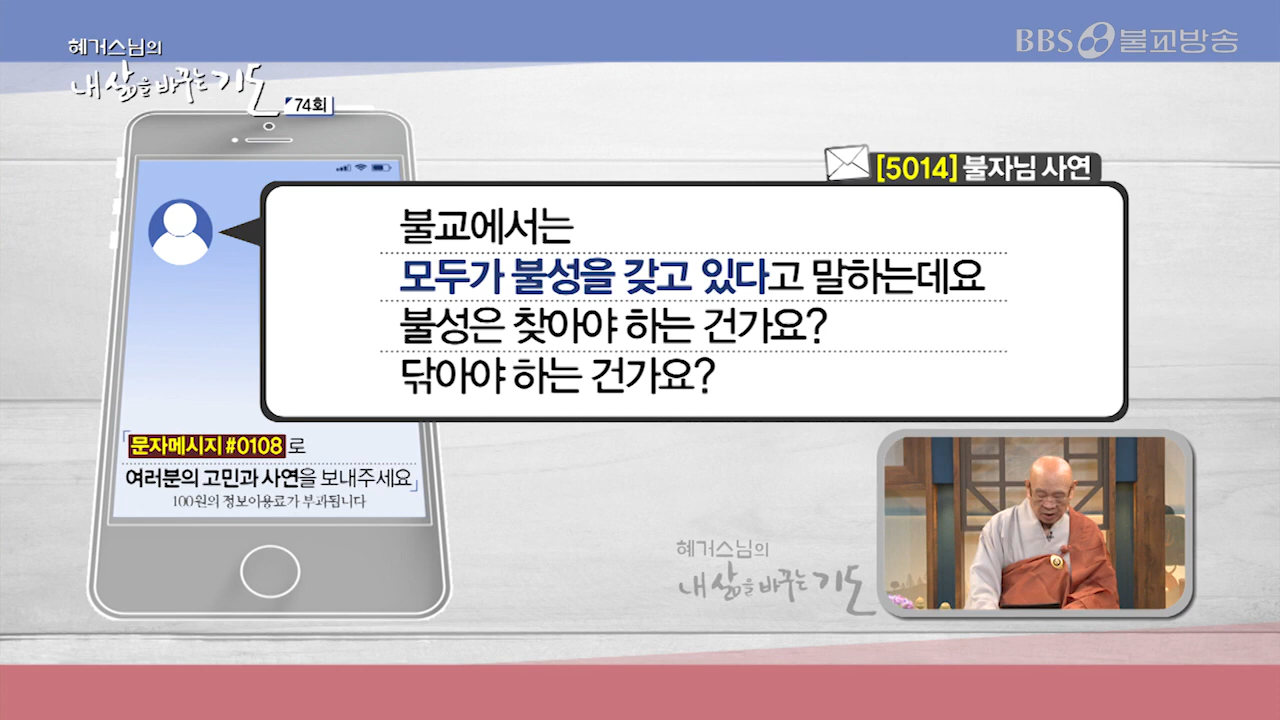 혜거스님의
내 삶을 바꾸는 기도
74회
BBS 불교방송
[5014] 불자님 사연
불교에서는
모두가 불성을 갖고 있다고 말하는데요
불성은 찾아야 하는 건가요?
닦아야 하는 건가요?
「문자메시지 #0108로
여러분의 고민과 사연을 보내주세요」
100원의 정보이용료가 부과됩니다
혜거스님의
내 삶을 바꾸는 기도